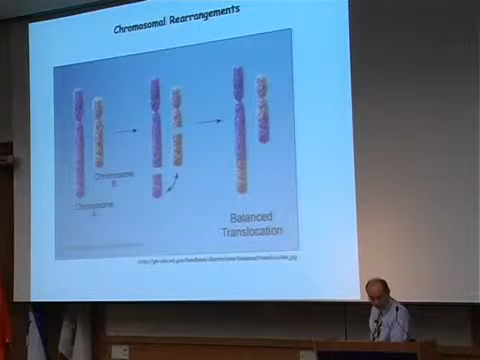 Chromosomal Rearrangements
Chromosome
B
Chromosome
A
Balanced
Translocation